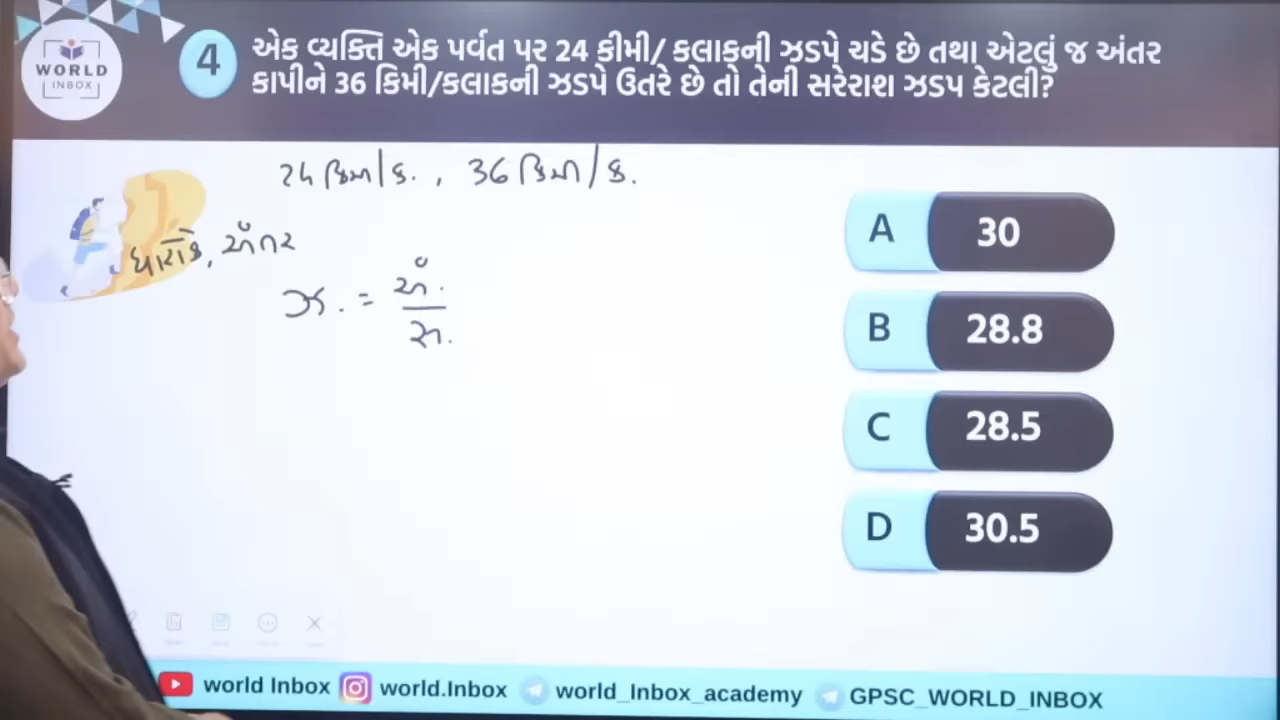 WORLD
INBOX
4
એક વ્યક્તિ એક પર્વત પર 24 કીમી/ કલાકની ઝડપે ચડે છે તથા એટલું જ અંતર
કાપીને 36 કિમી/કલાકની ઝડપે ઉતરે છે તો તેની સરેરાશ ઝડપ કેટલી?
24 કિમી/ક. , 36 કિમી/ક.
ધારોકે, અંતર
ઝ. = અં.
સ.
A 30
B 28.8
C 28.5
D 30.5
world Inbox world.Inbox world_Inbox_academy GPSC_WORLD_INBOX